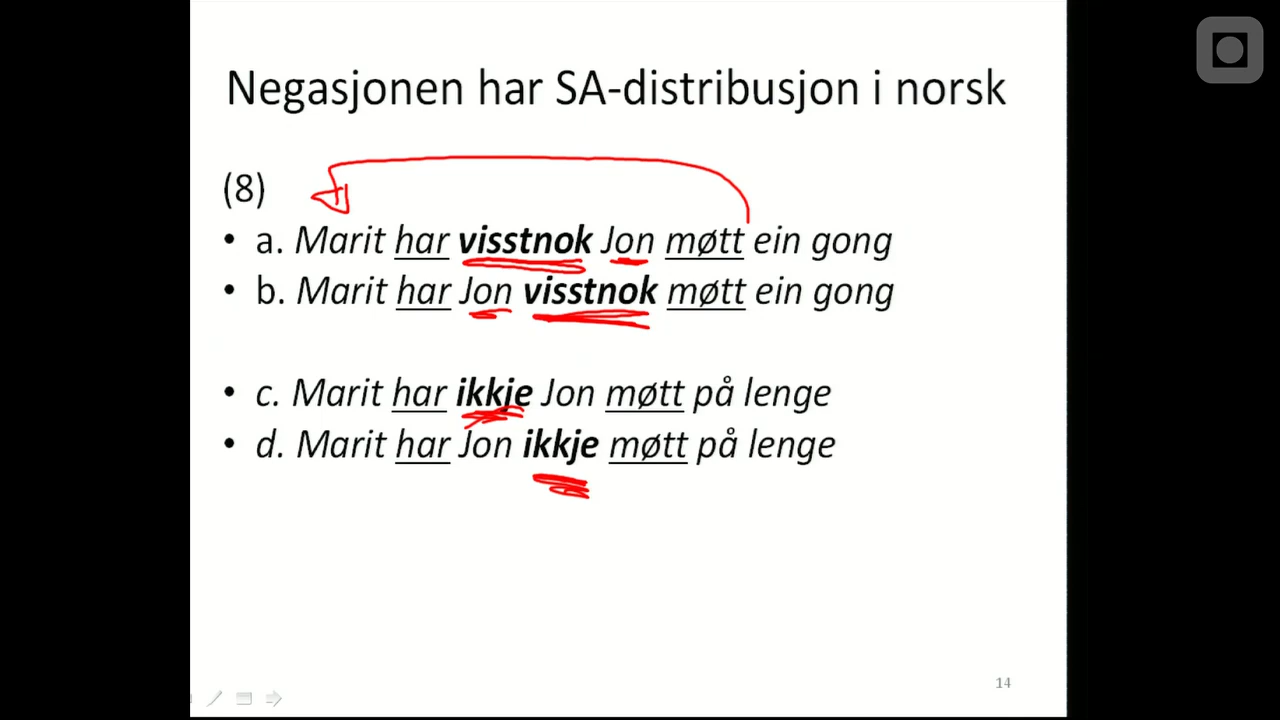 Negasjonen har SA-distribusjon i norsk
(8)
• a. Marit har visstnok Jon møtt ein gong
• b. Marit har Jon visstnok møtt ein gong
• c. Marit har ikkje Jon møtt på lenge
• d. Marit har Jon ikkje møtt på lenge
14